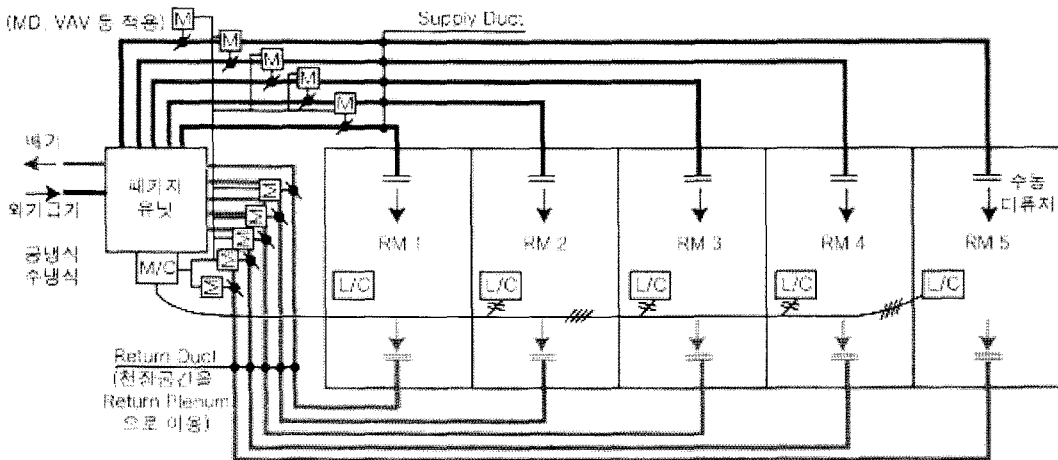 (MD, VAV 등 적용)
M
Supply Duct
M
M
M
M
배기
패키지
유닛
외기급기
공냉식
수냉식
M/C
M
M
M
M
M
수동
디퓨저
RM 1
RM 2
RM 3
RM 4
RM 5
L/C
L/C
L/C
L/C
L/C
Return Duct
(천장공간을
Return Plenum
으로 이용)